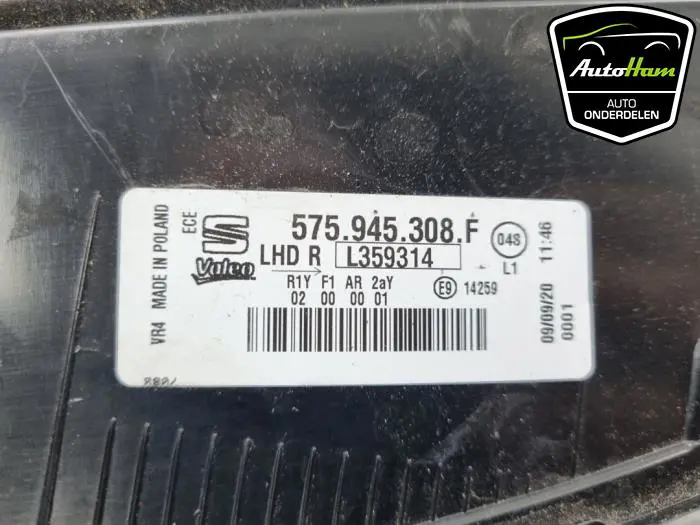 AutoHam
AUTO
ONDERDELEN
VR4 MADE IN POLAND
ECE
S
Valeo
575.945.308.F
LHD R L359314
R1Y F1 AR 2aY
02 00 00 01
E9 14259
04S
L1
09/09/20 11:46
0001